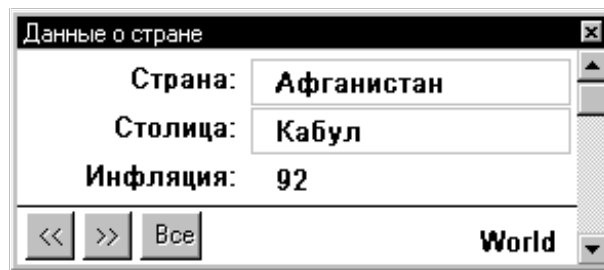 Данные о стране
Страна: Афганистан
Столица: Кабул
Инфляция: 92
<< >> Все World